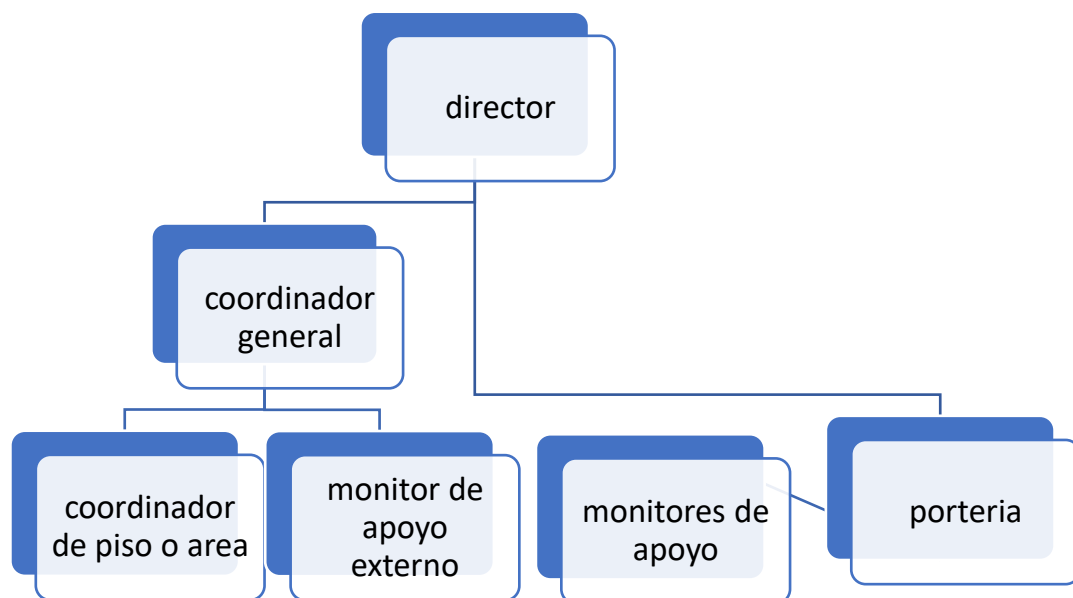 director
coordinador
general
coordinador
de piso o area
monitor de
apoyo
externo
monitores de
apoyo
porteria